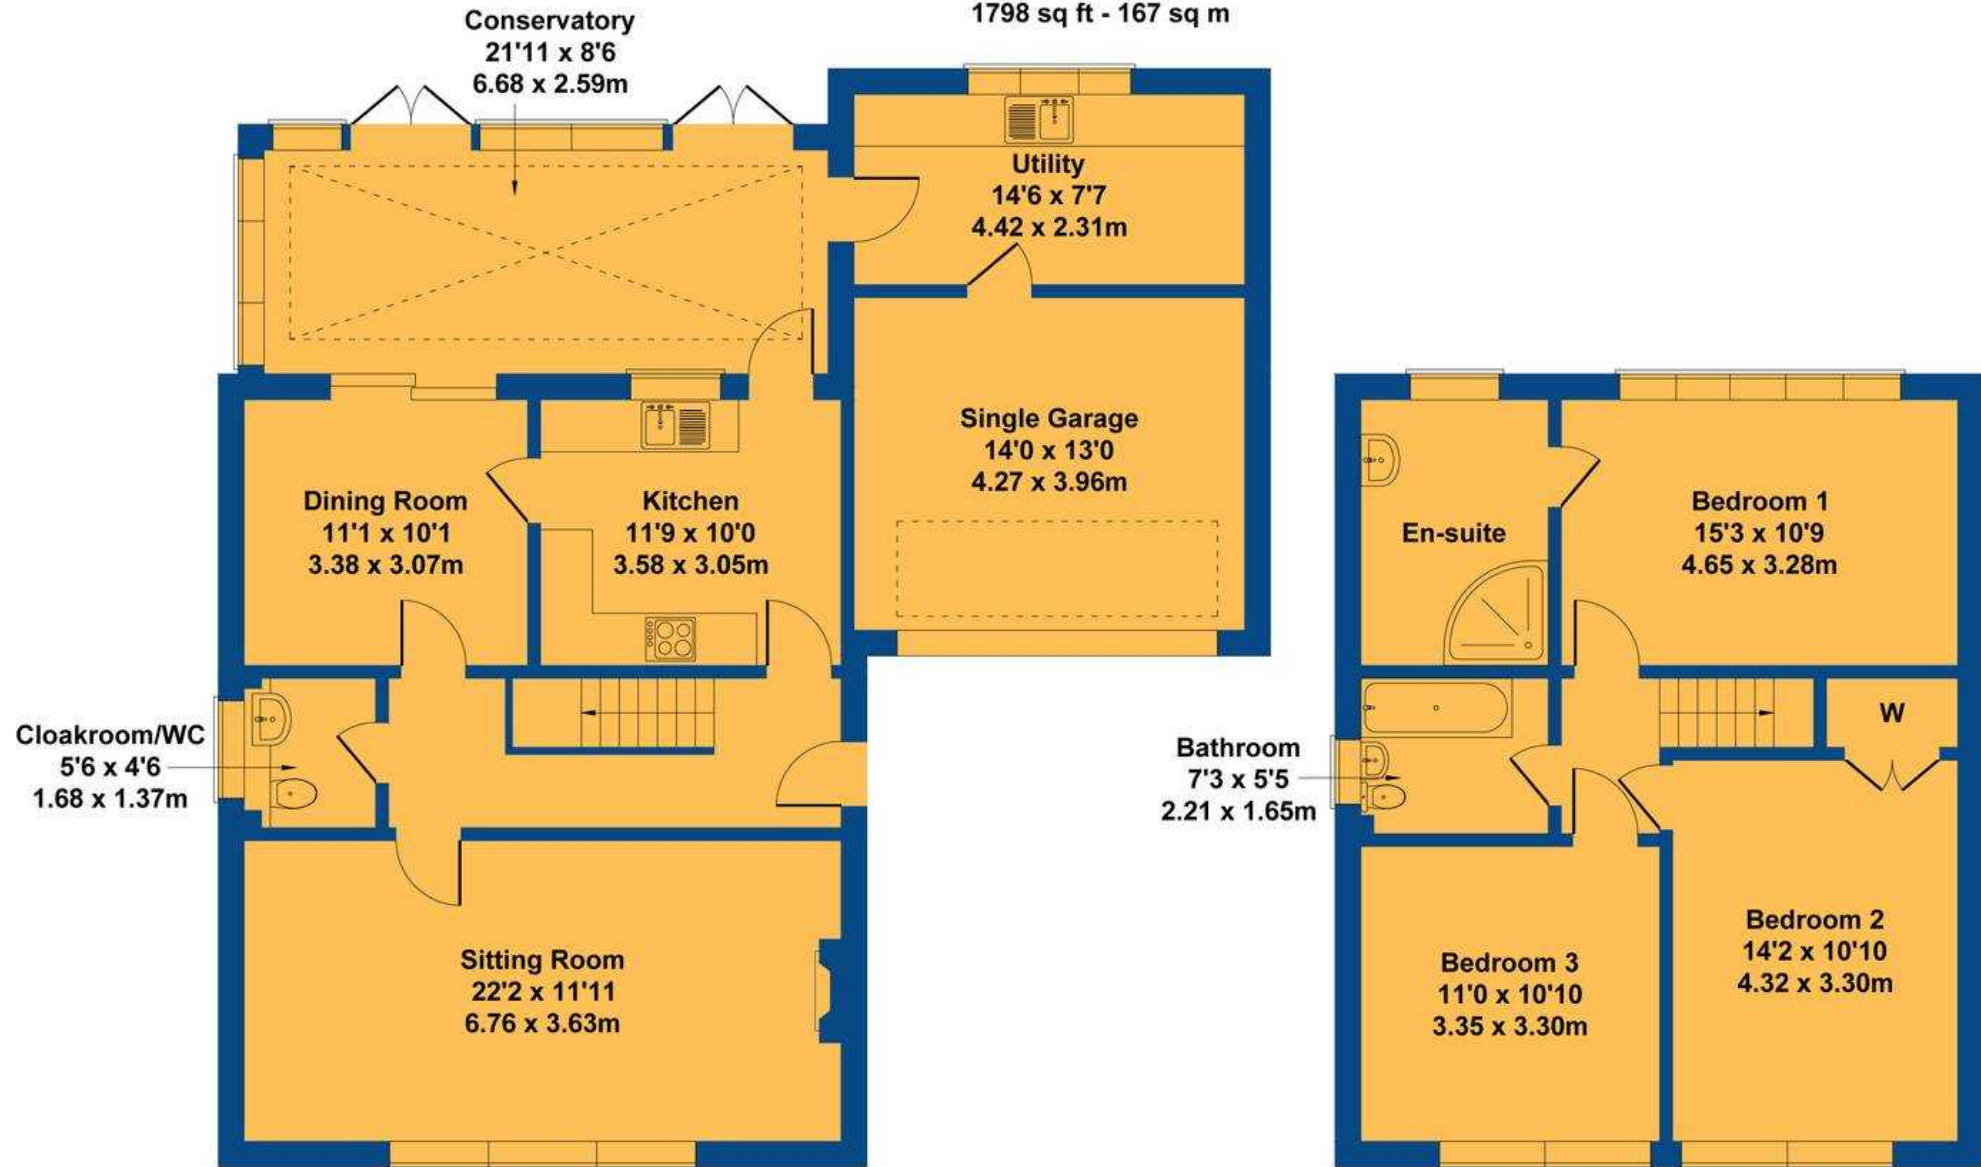 1798 sq ft - 167 sq m
Conservatory
21'11 x 8'6
6.68 x 2.59m
Utility
14'6 x 7'7
4.42 x 2.31m
Single Garage
14'0 x 13'0
4.27 x 3.96m
Dining Room
11'1 x 10'1
3.38 x 3.07m
Kitchen
11'9 x 10'0
3.58 x 3.05m
Cloakroom/WC
5'6 x 4'6
1.68 x 1.37m
Sitting Room
22'2 x 11'11
6.76 x 3.63m
En-suite
Bedroom 1
15'3 x 10'9
4.65 x 3.28m
W
Bathroom
7'3 x 5'5
2.21 x 1.65m
Bedroom 2
14'2 x 10'10
4.32 x 3.30m
Bedroom 3
11'0 x 10'10
3.35 x 3.30m